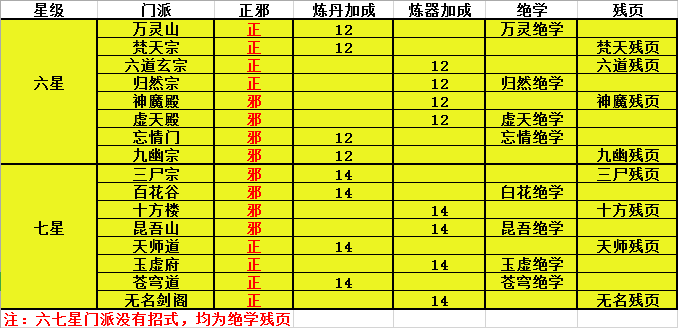 星级 门派 正邪 炼丹加成 炼器加成 绝学 残页
六星 万灵山 正 12 万灵绝学
梵天宗 正 12 梵天残页
六道玄宗 正 12 六道残页
归然宗 正 12 归然绝学
神魔殿 邪 12 神魔残页
虚天殿 邪 12 虚天绝学
忘情门 邪 12 忘情绝学
九幽宗 邪 12 九幽残页
七星 三尸宗 邪 14 三尸残页
百花谷 邪 14 白花绝学
十方楼 邪 14 十方残页
昆吾山 邪 14 昆吾绝学
天师道 正 14 天师残页
玉虚府 正 14 玉虚绝学
苍穹道 正 14 苍穹绝学
无名剑阁 正 14 无名残页
注：六七星门派没有招式，均为绝学残页